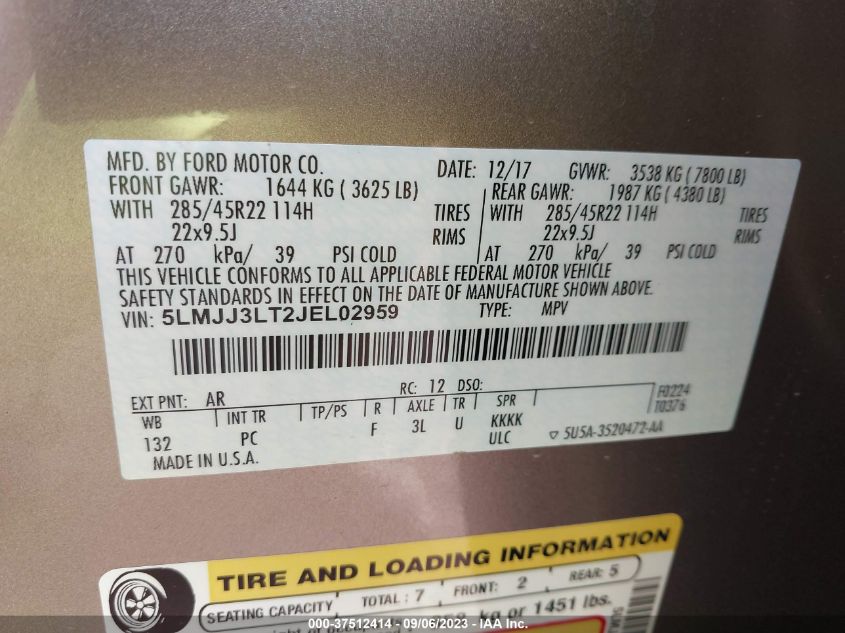 MFD. BY FORD MOTOR CO. DATE: 12/17 GVWR: 3538 KG ( 7800 LB)
FRONT GAWR: 1644 KG ( 3625 LB) REAR GAWR: 1987 KG ( 4380 LB)
WITH 285/45R22 114H TIRES WITH 285/45R22 114H TIRES
22x9.5J RIMS 22x9.5J RIMS
AT 270 kPa/ 39 PSI COLD AT 270 kPa/ 39 PSI COLD
THIS VEHICLE CONFORMS TO ALL APPLICABLE FEDERAL MOTOR VEHICLE
SAFETY STANDARDS IN EFFECT ON THE DATE OF MANUFACTURE SHOWN ABOVE.
VIN: 5LMJJ3LT2JEL02959 TYPE: MPV
EXT PNT: AR RC: 12 DSO: F0224
T0376
WB INT TR TP/PS R AXLE TR SPR
132 PC F 3L U KKKK
ULC 5U5A-3520472-AA
MADE IN U.S.A.
TIRE AND LOADING INFORMATION
SEATING CAPACITY TOTAL : 7 FRONT: 2 REAR: 5
kg or 1451 lbs.
000-37512414 - 09/06/2023 - IAA Inc.